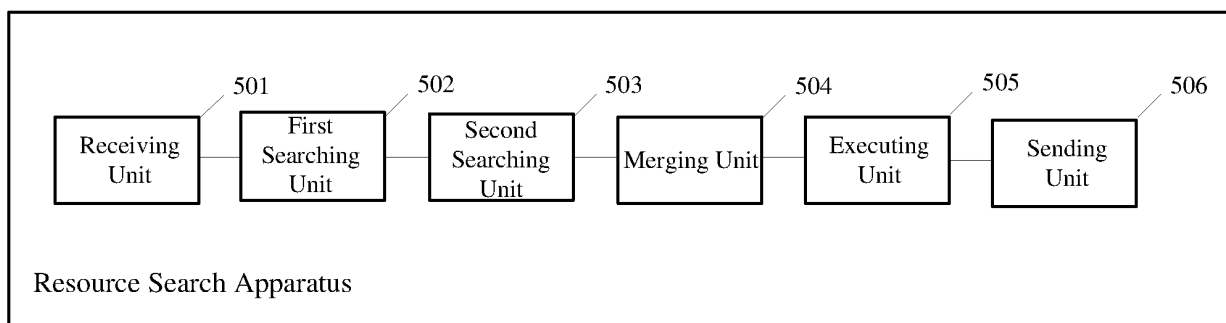 501
502
503
504
505
506
Receiving
Unit
First
Searching
Unit
Second
Searching
Unit
Merging Unit
Executing
Unit
Sending
Unit
Resource Search Apparatus